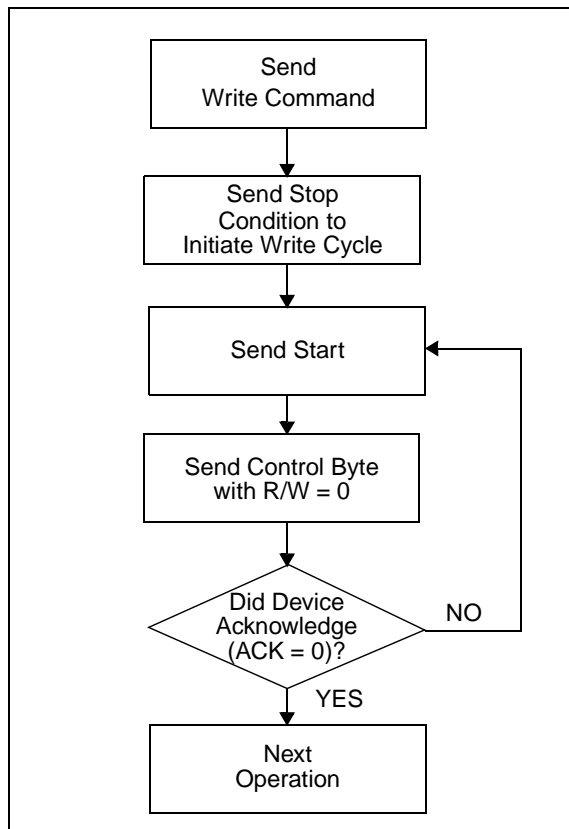 Send
Write Command
Send Stop
Condition to
Initiate Write Cycle
Send Start
Send Control Byte
with R/W = 0
Did Device
Acknowledge
(ACK = 0)?
NO
YES
Next
Operation